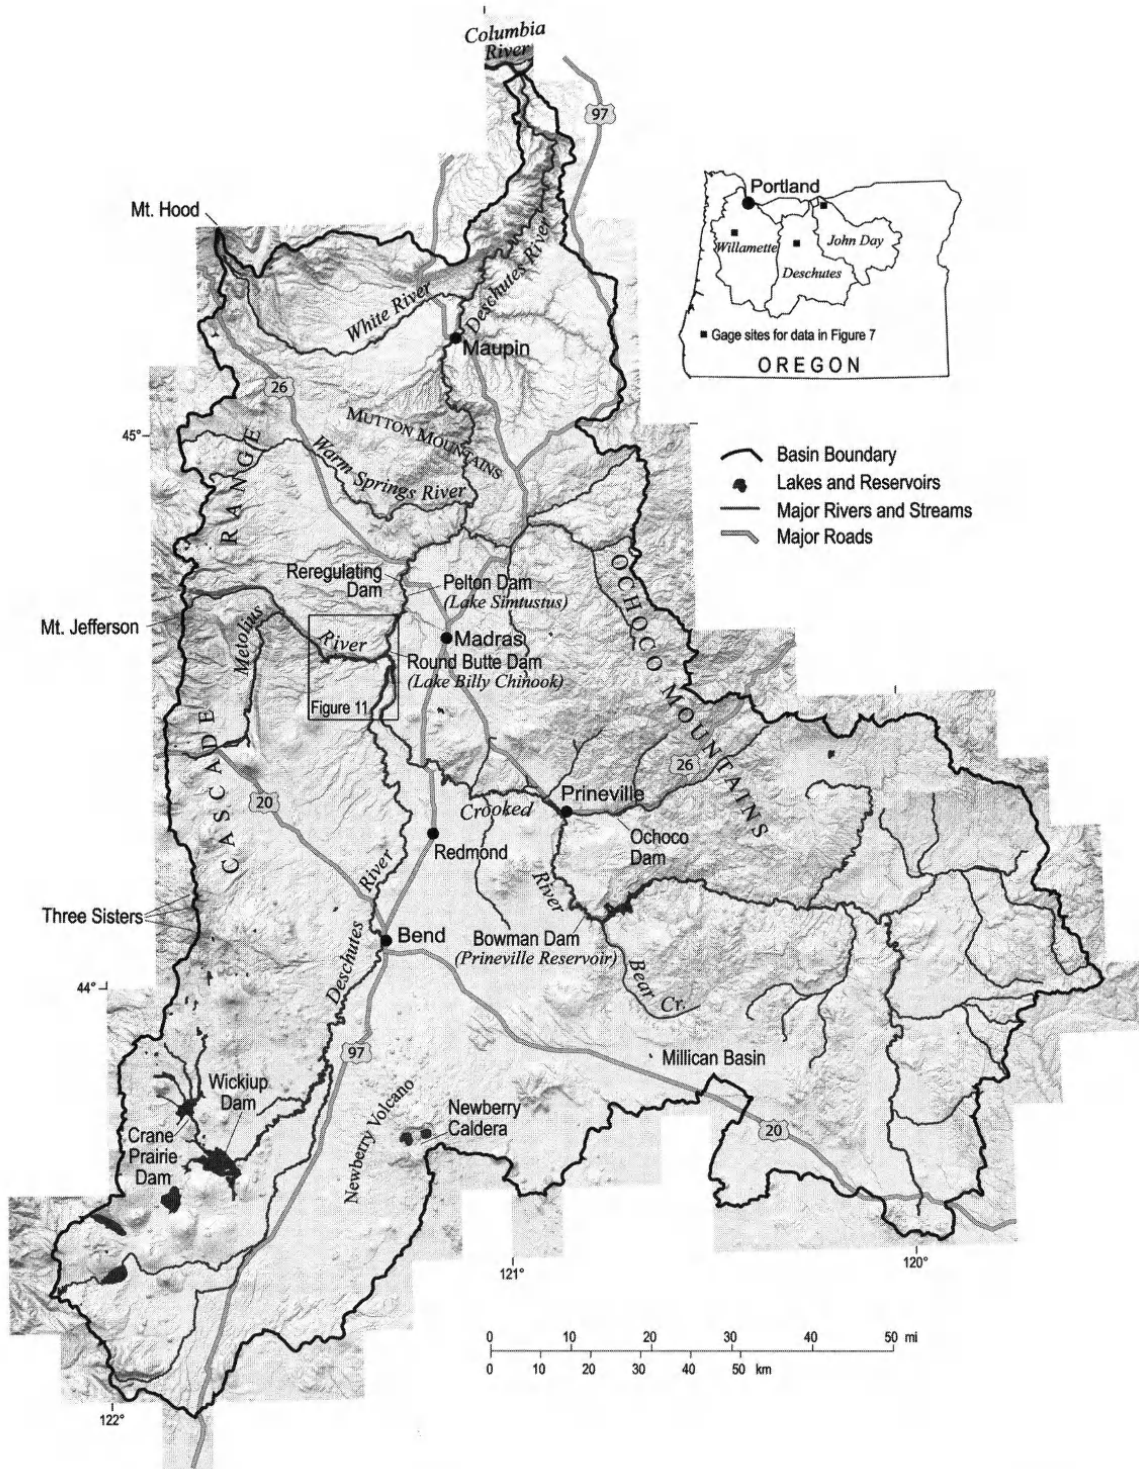 Columbia
River
97
Mt. Hood
Portland
Willamette
John Day
Deschutes
Gage sites for data in Figure 7
OREGON
White River
Deschutes River
Maupin
26
MUTTON MOUNTAINS
45°
Warm Springs River
Basin Boundary
Lakes and Reservoirs
Major Rivers and Streams
Major Roads
CASCADE RANGE
OCHOCO MOUNTAINS
Reregulating
Dam
Pelton Dam
(Lake Simtustus)
Mt. Jefferson
Metolius River
Madras
Round Butte Dam
(Lake Billy Chinook)
Figure 11
26
20
Prineville
Crooked River
Ochoco
Dam
Redmond
Three Sisters
Deschutes River
Bend
Bowman Dam
(Prineville Reservoir)
Bear Cr.
44°
97
Millican Basin
Wickiup
Dam
Crane
Prairie
Dam
Newberry Volcano
Newberry
Caldera
20
121°
120°
122°
0 10 20 30 40 50 mi
0 10 20 30 40 50 km